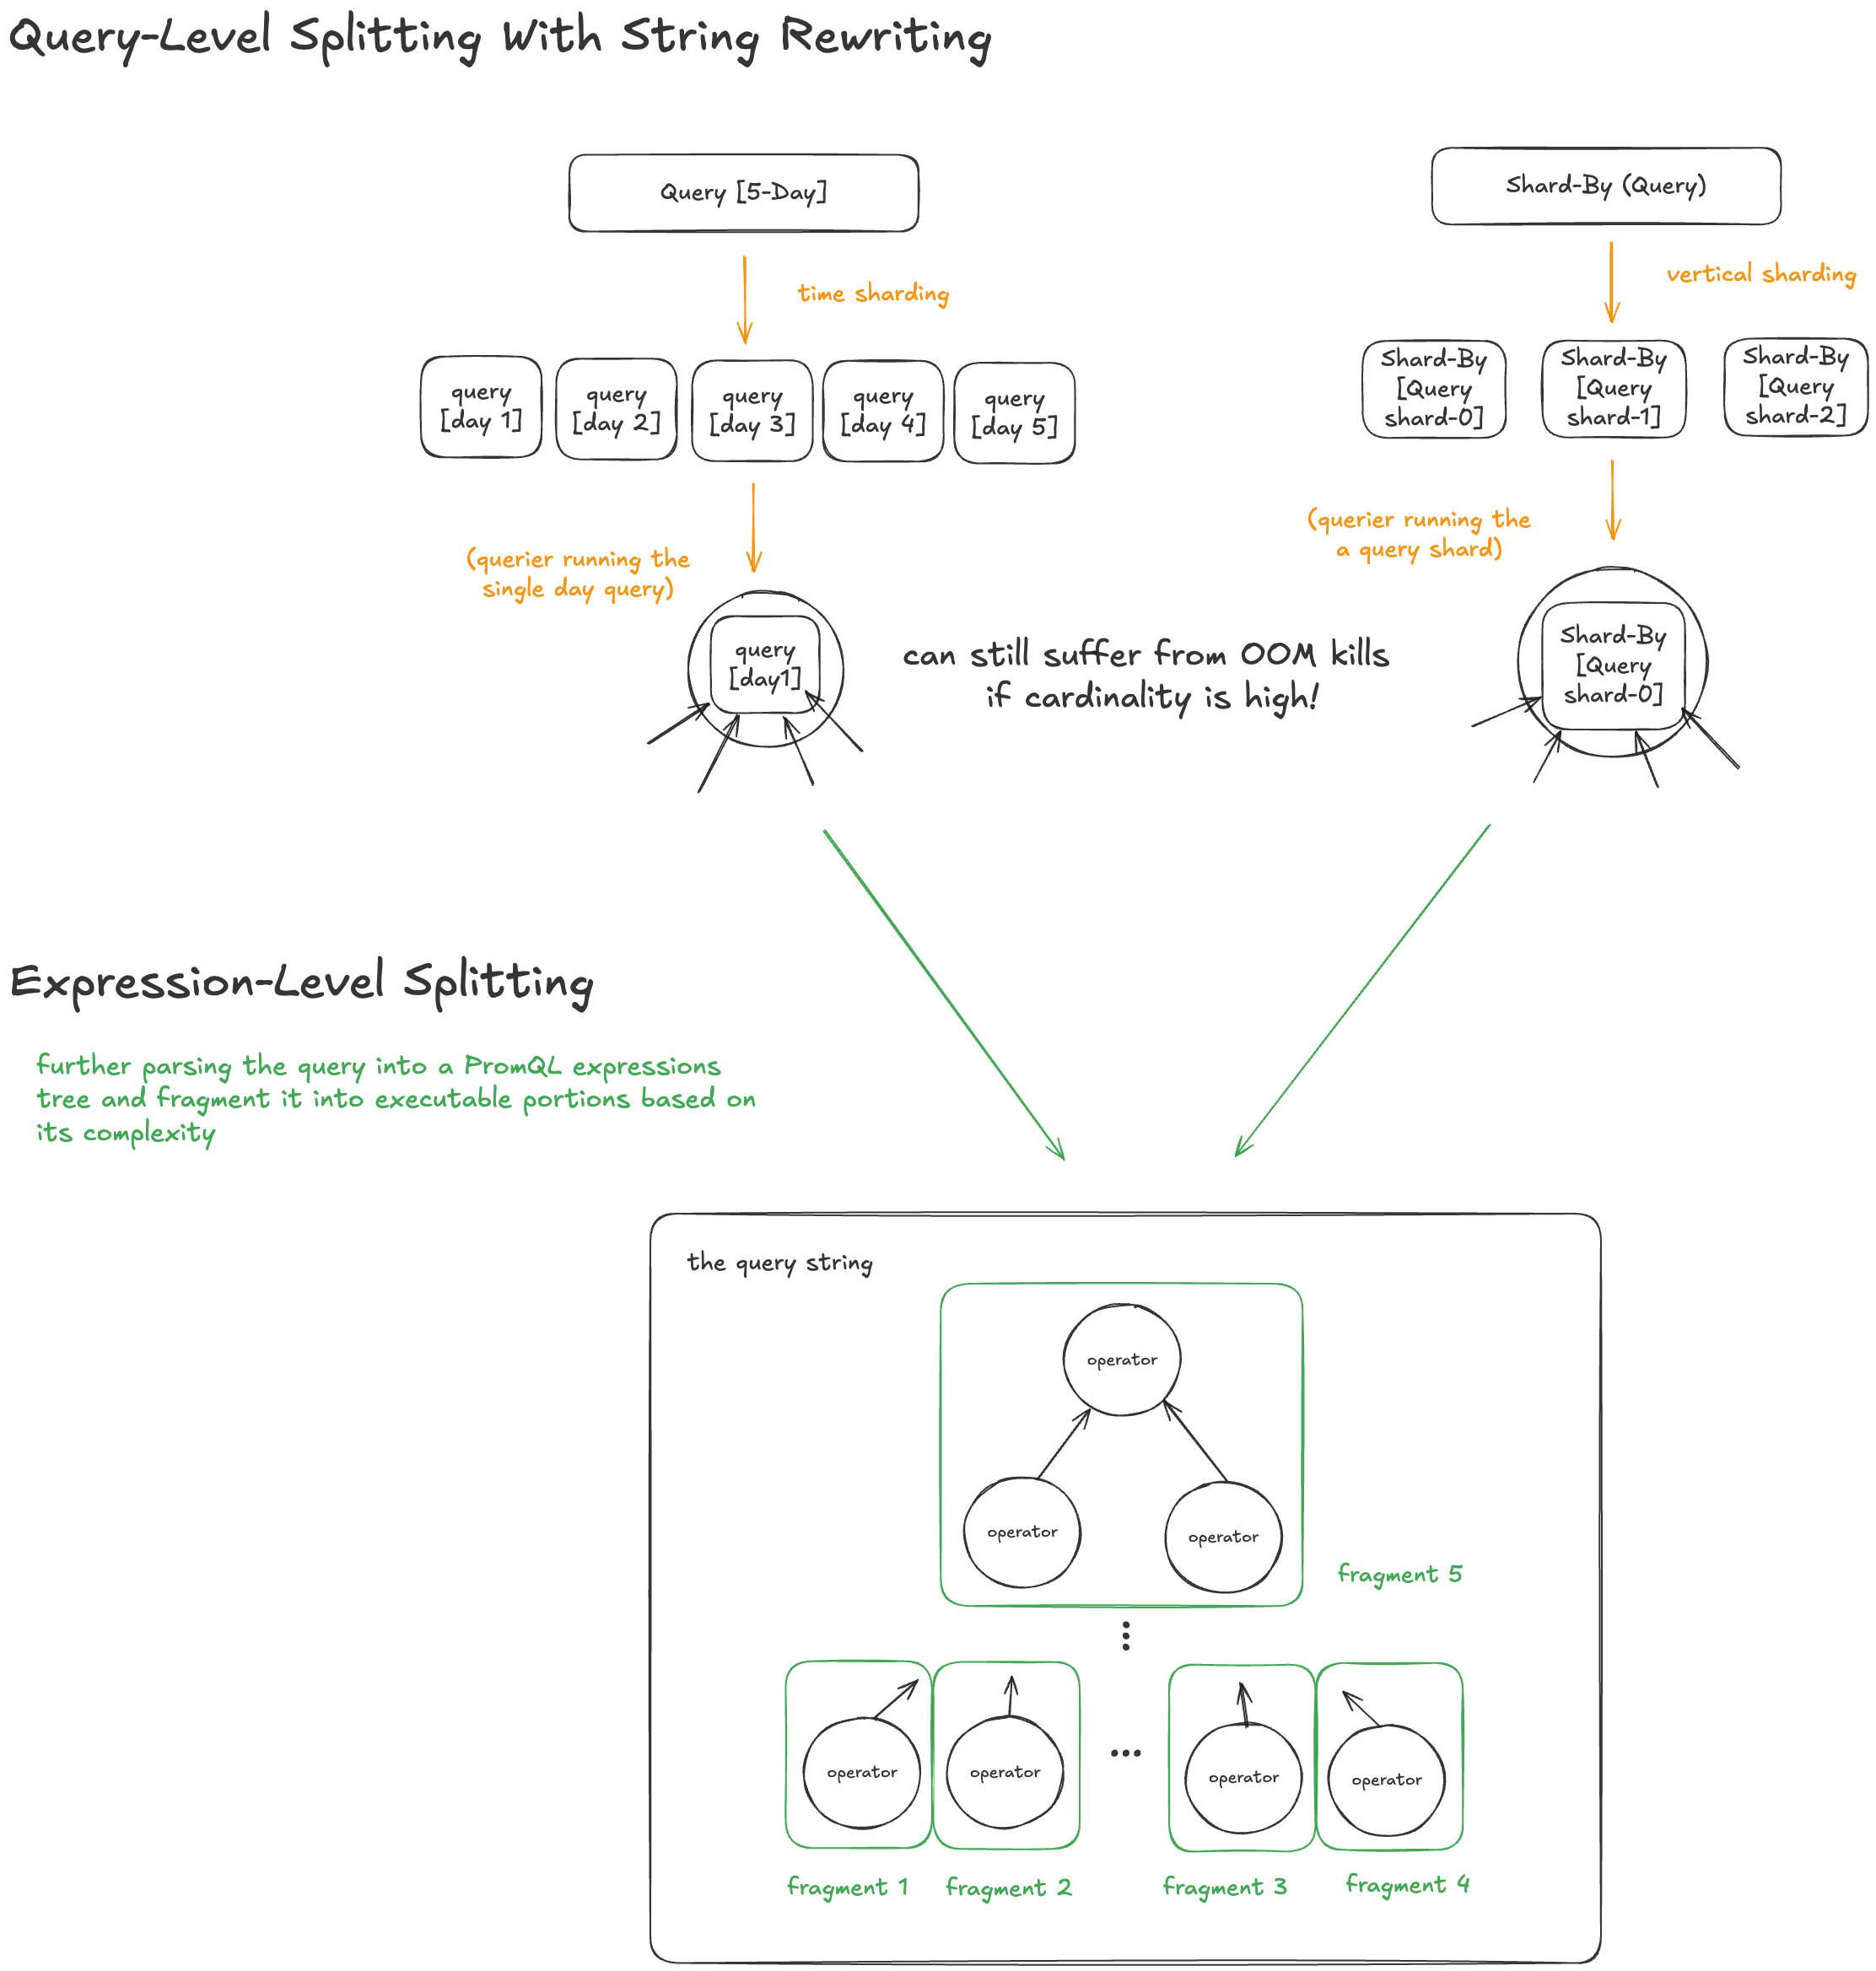 Query-Level Splitting With String Rewriting
Query [5-Day]
time sharding
query
[day 1]
query
[day 2]
query
[day 3]
query
[day 4]
query
[day 5]
(querier running the
single day query)
query
[day1]
can still suffer from OOM kills
if cardinality is high!
Shard-By (Query)
vertical sharding
Shard-By
[Query
shard-0]
Shard-By
[Query
shard-1]
Shard-By
[Query
shard-2]
(querier running the
a query shard)
Shard-By
[Query
shard-0]
Expression-Level Splitting
further parsing the query into a PromQL expressions
tree and fragment it into executable portions based on
its complexity
the query string
operator
operator
operator
fragment 5
operator
operator
operator
operator
fragment 1
fragment 2
fragment 3
fragment 4